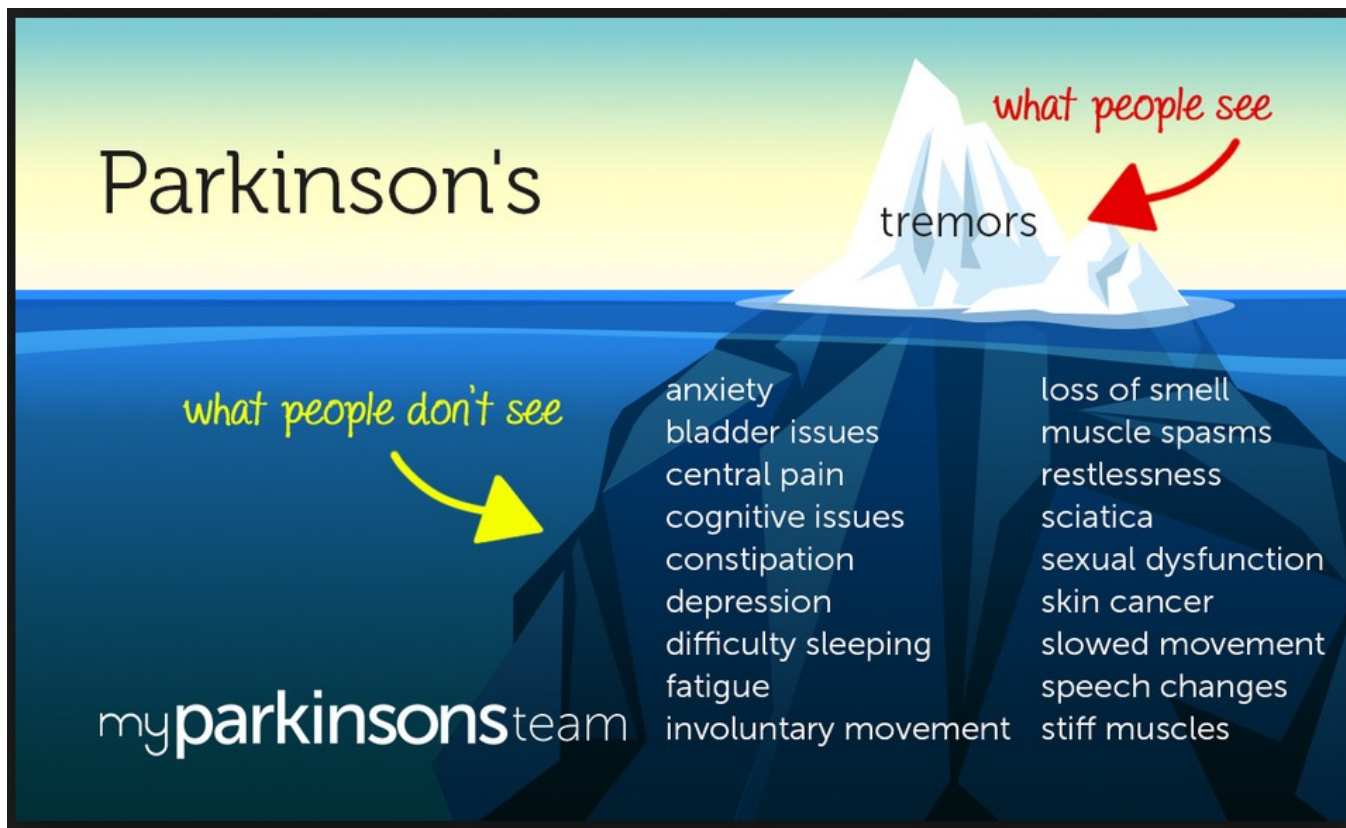 what people see
Parkinson's
tremors
what people don't see
anxiety
bladder issues
central pain
cognitive issues
constipation
depression
difficulty sleeping
fatigue
involuntary movement
loss of smell
muscle spasms
restlessness
sciatica
sexual dysfunction
skin cancer
slowed movement
speech changes
stiff muscles
myparkinsonsteam